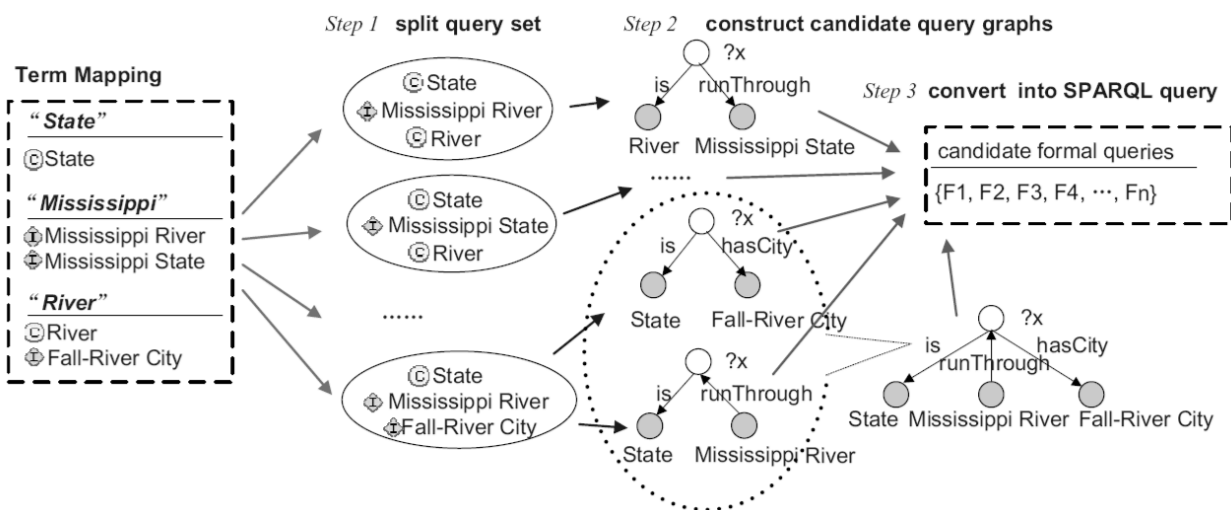 Step 1 split query set
Step 2 construct candidate query graphs
Term Mapping
"State"
C State
"Mississippi"
I Mississippi River
I Mississippi State
"River"
C River
I Fall-River City
C State
I Mississippi River
C River
C State
I Mississippi State
C River
......
C State
I Mississippi River
I Fall-River City
?x
is runThrough
River Mississippi State
......
?x
is hasCity
State Fall-River City
?x
is runThrough
State Mississippi River
Step 3 convert into SPARQL query
candidate formal queries
{F1, F2, F3, F4, ···, Fn}
?x
is hasCity
runThrough
State Mississippi River Fall-River City